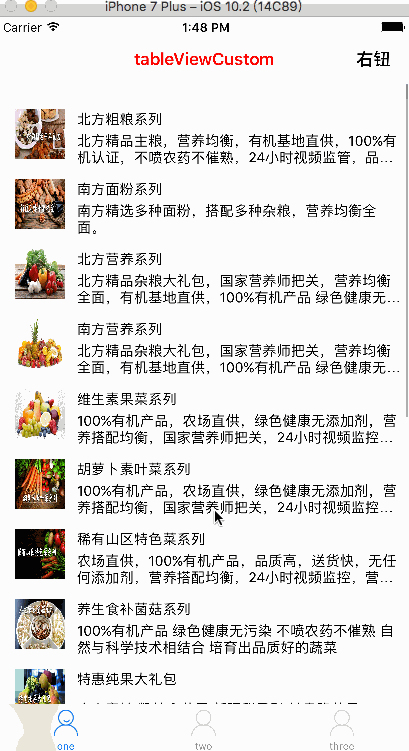 iPhone 7 Plus – iOS 10.2 (14C89)
Carrier 1:48 PM
tableViewCustom 右钮
北方粗粮系列
北方精品主粮，营养均衡，有机基地直供，100%有
机认证，不喷农药不催熟，24小时视频监管，品...
南方面粉系列
南方精选多种面粉，搭配多种杂粮，营养均衡全
面。
北方营养系列
北方精品杂粮大礼包，国家营养师把关，营养均衡
全面，有机基地直供，100%有机产品 绿色健康无...
南方营养系列
北方精品杂粮大礼包，国家营养师把关，营养均衡
全面，有机基地直供，100%有机产品 绿色健康无...
维生素果菜系列
100%有机产品，农场直供，绿色健康无添加剂，营
养搭配均衡，国家营养师把关，24小时视频监控...
胡萝卜素叶菜系列
100%有机产品，农场直供，绿色健康无添加剂，营
养搭配均衡，国家营养师把关，24小时视频监控...
稀有山区特色菜系列
农场直供，100%有机产品，品质高，送货快，无任
何添加剂，营养搭配均衡，24小时视频监控，营...
养生食补菌菇系列
100%有机产品 绿色健康无污染 不喷农药不催熟 自
然与科学技术相结合 培育出品质好的蔬菜
特惠纯果大礼包
one two three